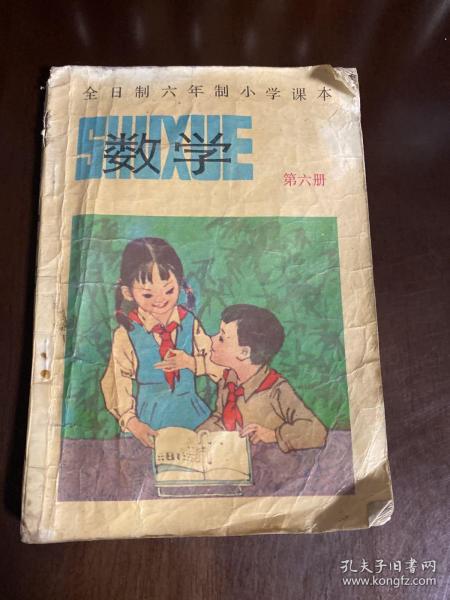 全日制六年制小学课本
SHUXUE
数学
第六册
孔夫子旧书网
www.kongfz.com